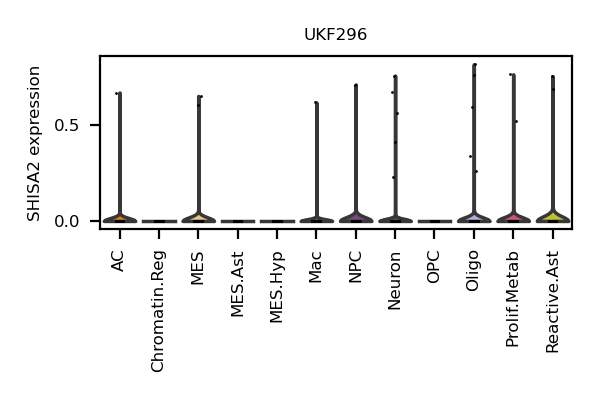 UKF296
SHISA2 expression
0.5
0.0
AC
Chromatin.Reg
MES
MES.Ast
MES.Hyp
Mac
NPC
Neuron
OPC
Oligo
Prolif.Metab
Reactive.Ast